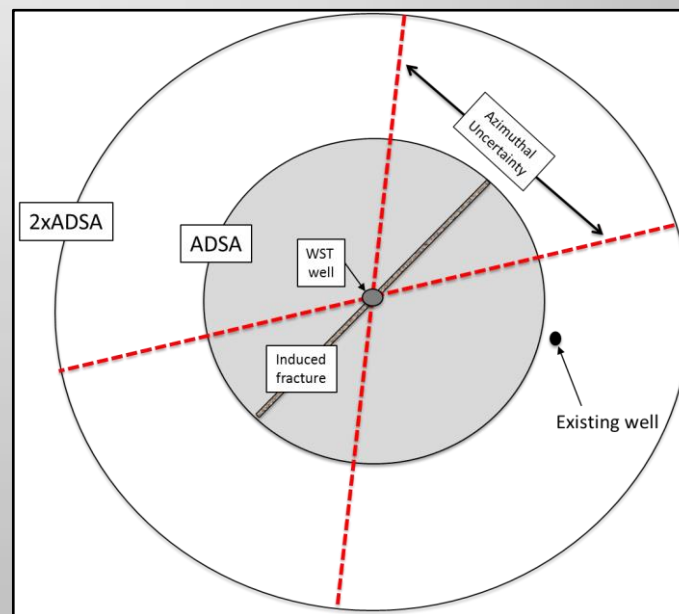 Azimuthal
Uncertainty
2xADSA
ADSA
WST
well
Induced
fracture
Existing well